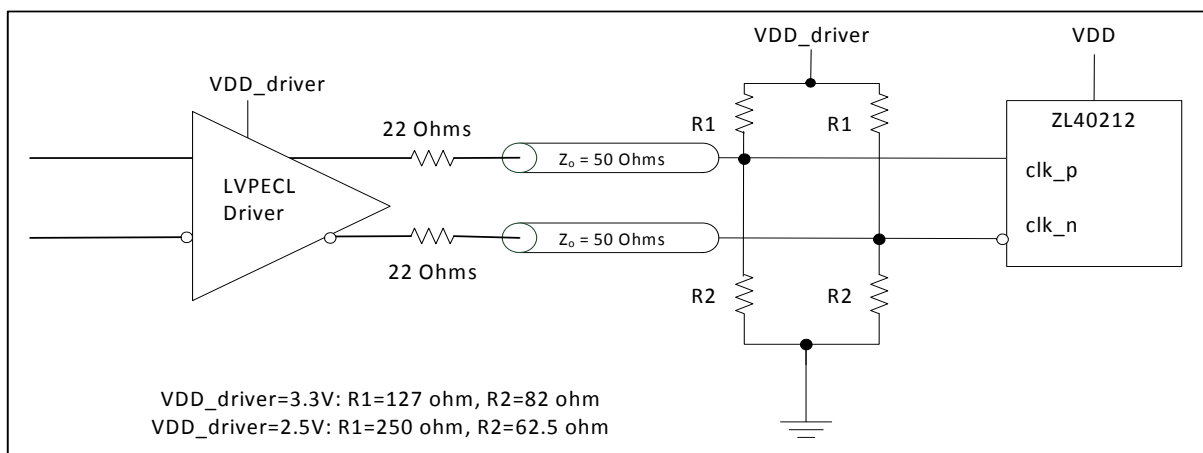 VDD_driver
VDD
VDD_driver
22 Ohms
R1
R1
ZL40212
Zo = 50 Ohms
clk_p
LVPECL
Driver
clk_n
Zo = 50 Ohms
22 Ohms
R2
R2
VDD_driver=3.3V: R1=127 ohm, R2=82 ohm
VDD_driver=2.5V: R1=250 ohm, R2=62.5 ohm